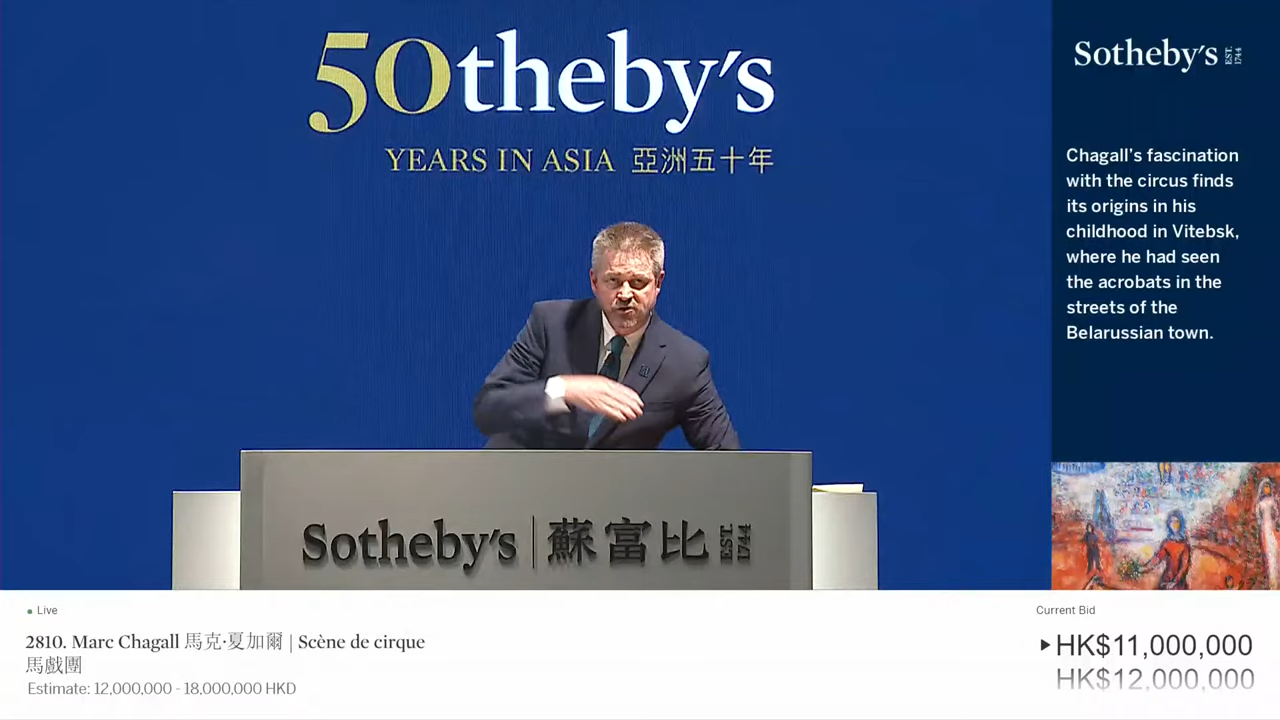 50theby's
YEARS IN ASIA 亞洲五十年
Sotheby's EST. 1744
Chagall's fascination
with the circus finds
its origins in his
childhood in Vitebsk,
where he had seen
the acrobats in the
streets of the
Belarussian town.
Sotheby's | 蘇富比 EST. 1744
Live
2810. Marc Chagall 馬克·夏加爾 | Scène de cirque
馬戲團
Estimate: 12,000,000 - 18,000,000 HKD
Current Bid
HK$11,000,000
HK$12,000,000